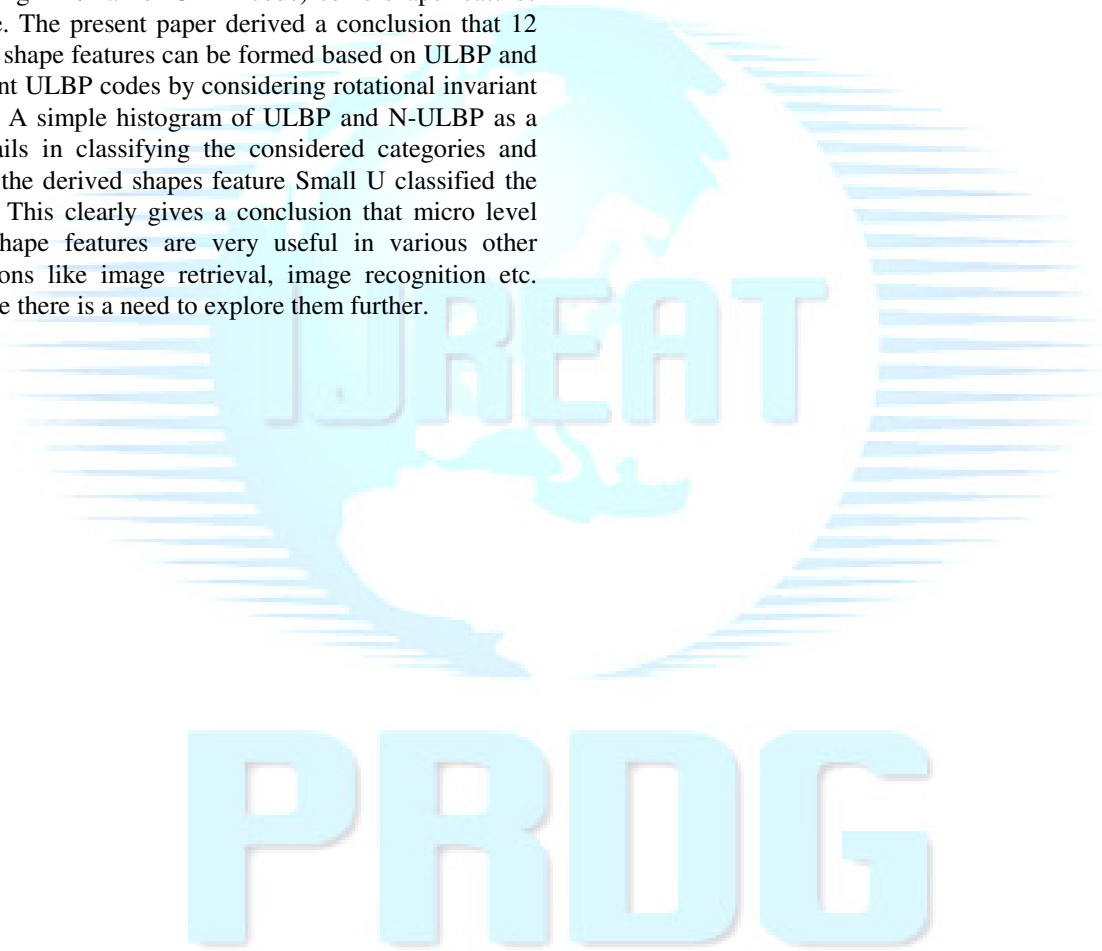 e. The present paper derived a conclusion that 12
shape features can be formed based on ULBP and
nt ULBP codes by considering rotational invariant
A simple histogram of ULBP and N-ULBP as a
ails in classifying the considered categories and
the derived shapes feature Small U classified the
This clearly gives a conclusion that micro level
hape features are very useful in various other
ons like image retrieval, image recognition etc.
e there is a need to explore them further.
IJREAT
PRDG